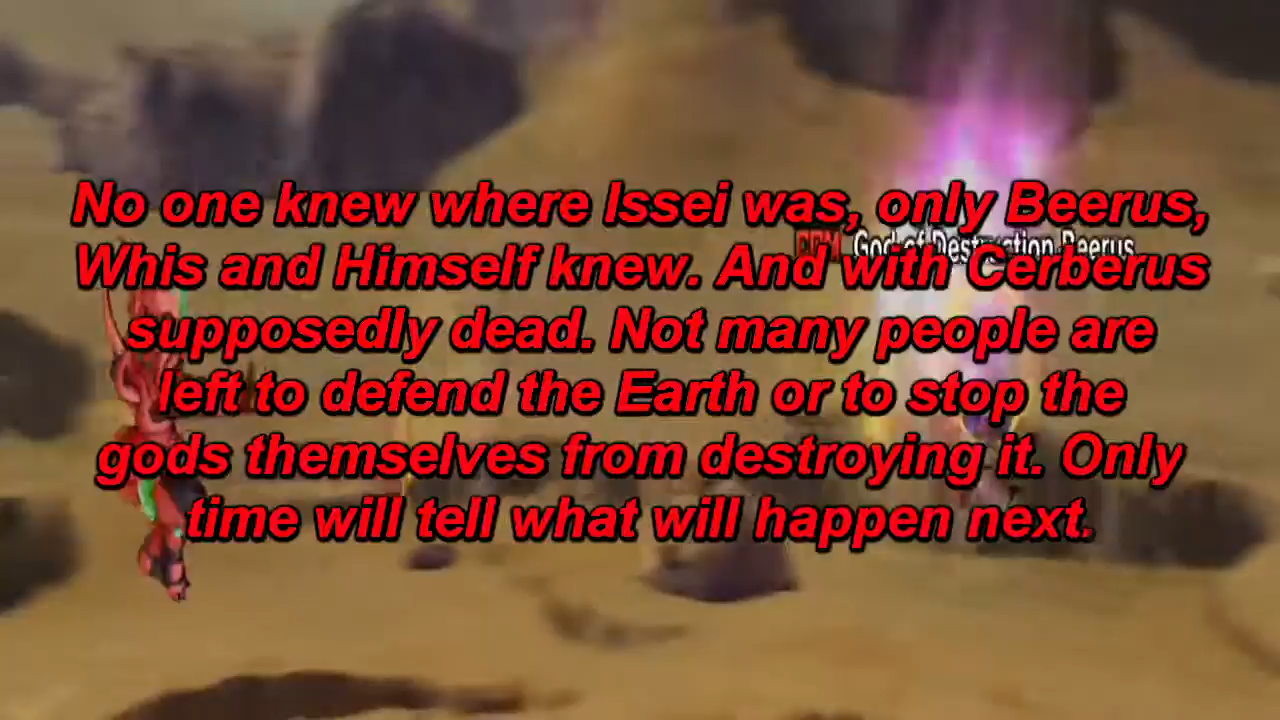 No one knew where Issei was, only Beerus,
God of Destruction Beerus
Whis and Himself knew. And with Cerberus
supposedly dead. Not many people are
left to defend the Earth or to stop the
gods themselves from destroying it. Only
time will tell what will happen next.